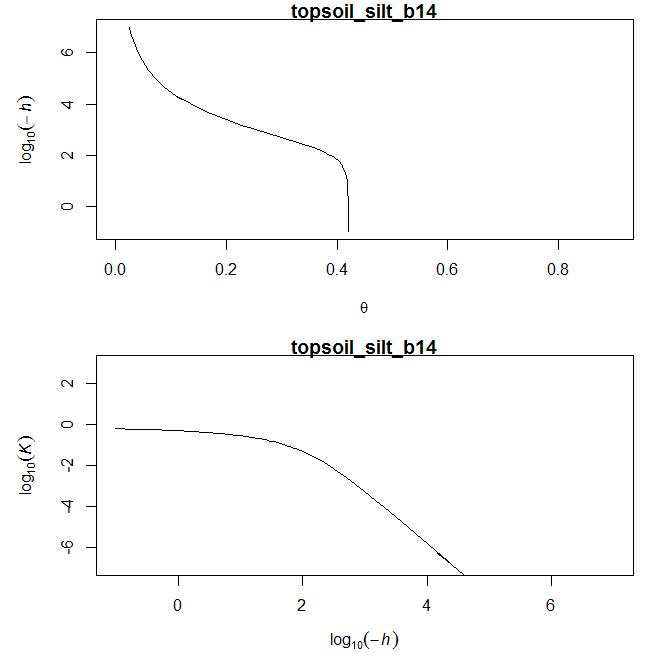 topsoil_silt_b14
6
4
2
0
log10(− h)
0.0 0.2 0.4 0.6 0.8
θ
topsoil_silt_b14
2
0
-2
-4
-6
log10(K)
0 2 4 6
log10(−h)